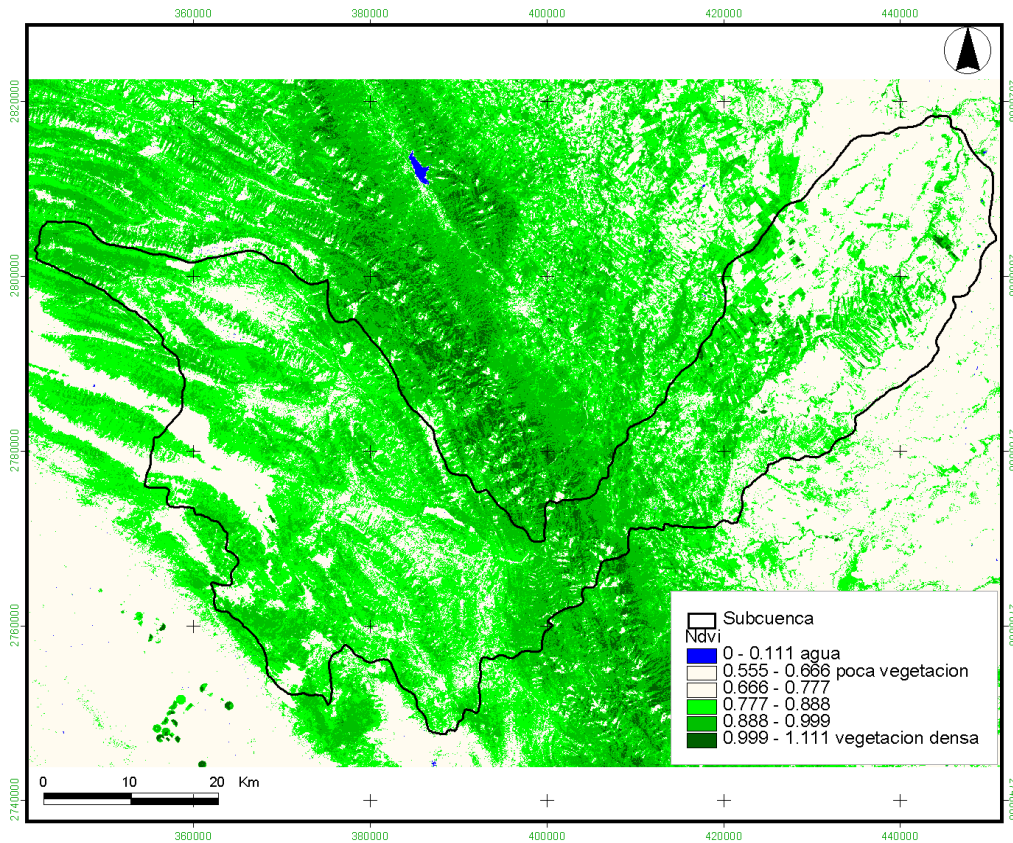 360000 380000 400000 420000 440000
2820000
2800000
2780000
2760000
2740000
Subcuenca
Ndvi
0 - 0.111 agua
0.555 - 0.666 poca vegetacion
0.666 - 0.777
0.777 - 0.888
0.888 - 0.999
0.999 - 1.111 vegetacion densa
0 10 20 Km
360000 380000 400000 420000 440000